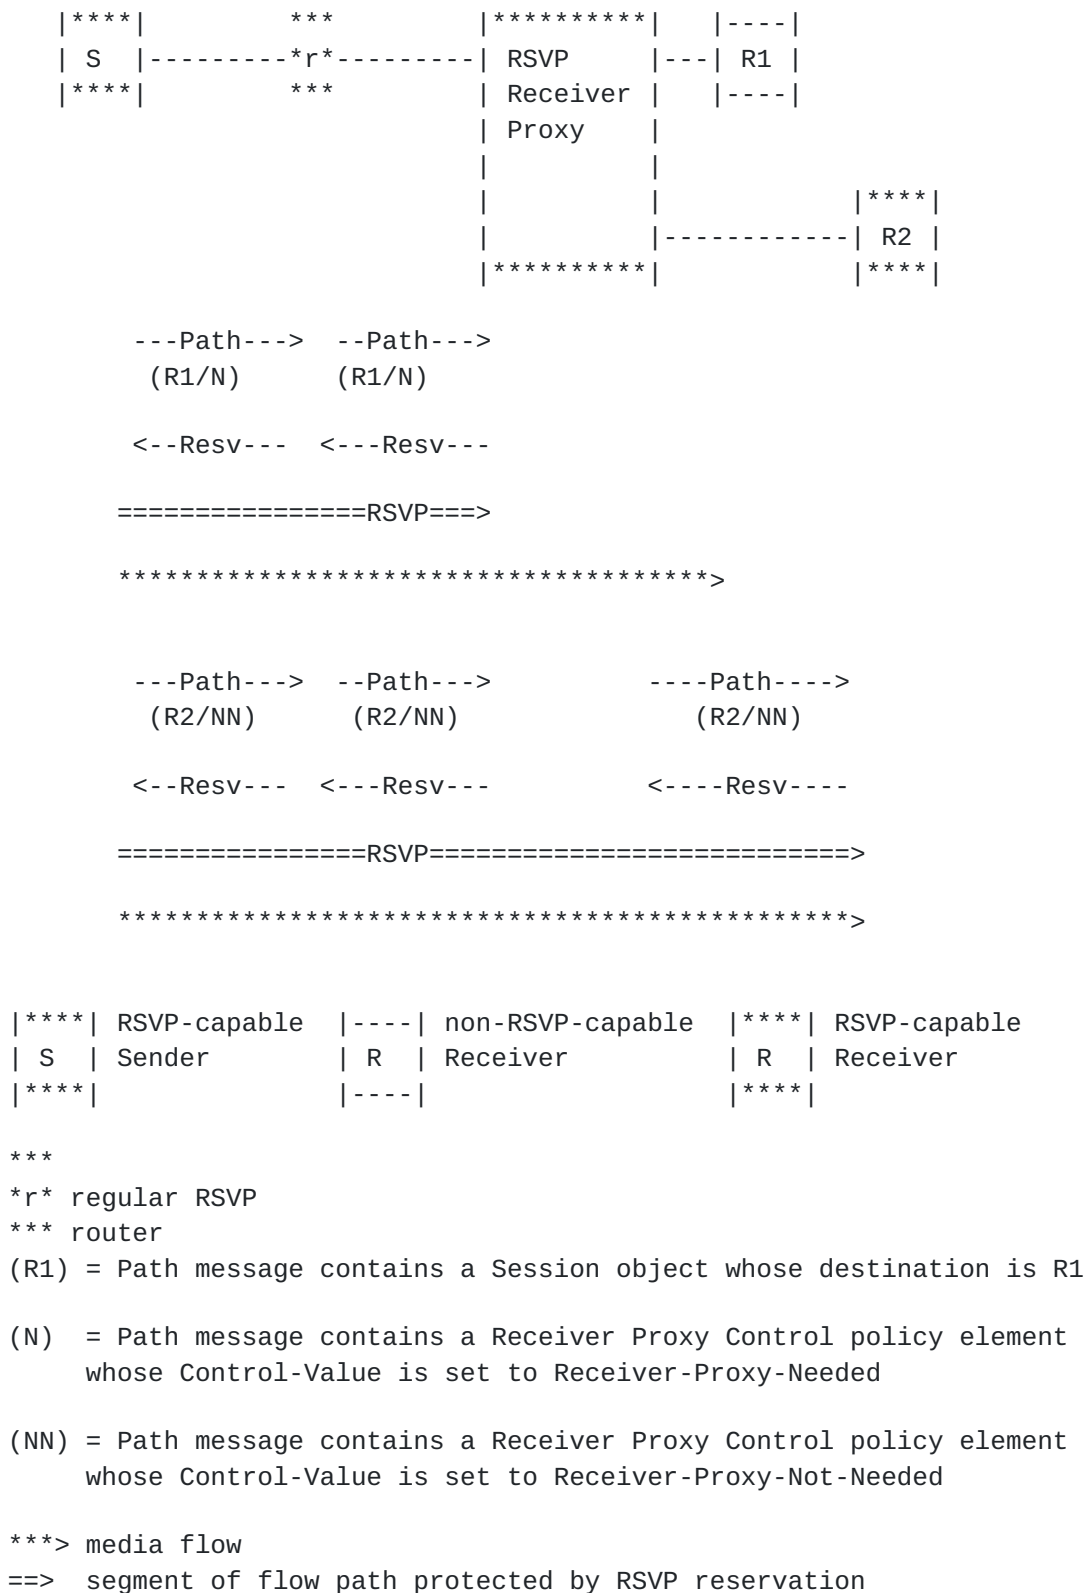 |****|         ***         |**********|   |----|
   | S  |---------*r*---------| RSVP     |---| R1 |
   |****|         ***         | Receiver |   |----|
                              | Proxy    |
                              |          |
                              |          |            |****|
                              |          |------------| R2 |
                              |**********|            |****|

        ---Path--->  --Path--->
         (R1/N)      (R1/N)

        <--Resv---  <---Resv---

       ================RSVP===>

       **************************************>


        ---Path--->  --Path--->          ----Path---->
         (R2/NN)      (R2/NN)               (R2/NN)

        <--Resv---  <---Resv---          <----Resv----

       ================RSVP===========================>

       ***********************************************>


|****| RSVP-capable  |----| non-RSVP-capable  |****| RSVP-capable
| S  | Sender        | R  | Receiver          | R  | Receiver
|****|               |----|                   |****|

***
*r* regular RSVP
*** router
(R1) = Path message contains a Session object whose destination is R1

(N)  = Path message contains a Receiver Proxy Control policy element
     whose Control-Value is set to Receiver-Proxy-Needed

(NN) = Path message contains a Receiver Proxy Control policy element
     whose Control-Value is set to Receiver-Proxy-Not-Needed

***> media flow
==>  segment of flow path protected by RSVP reservation